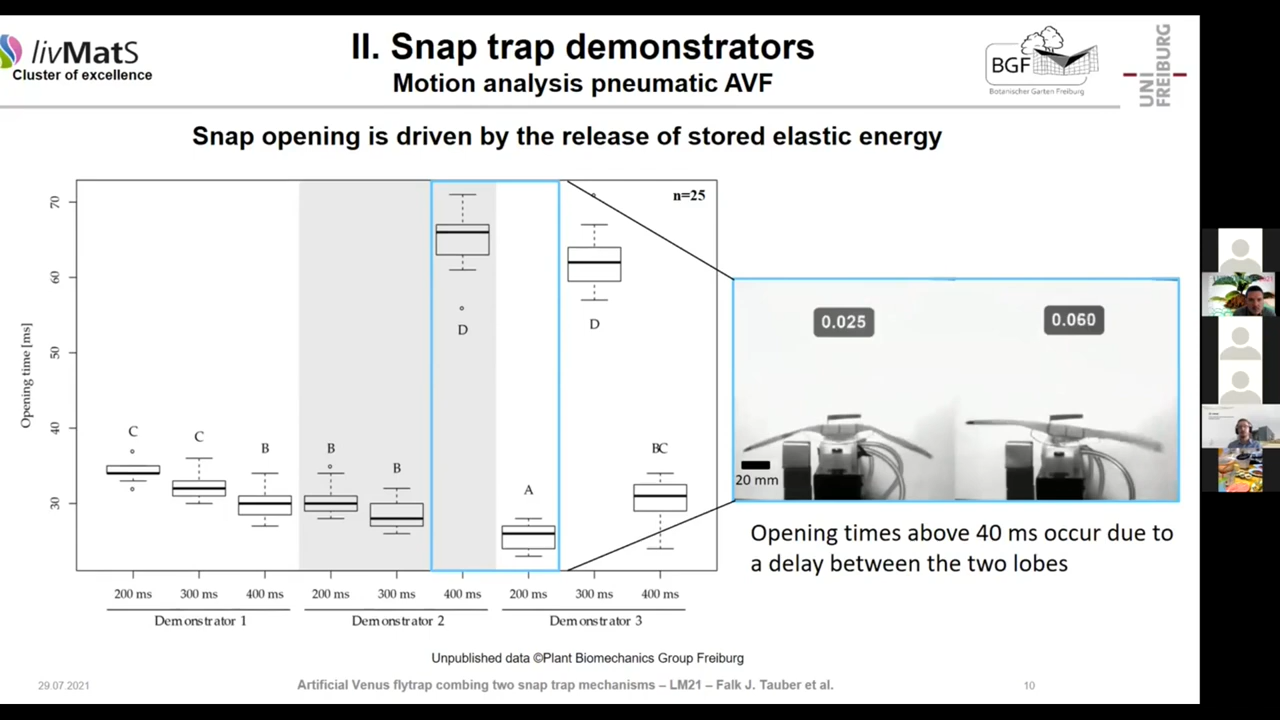 livMatS
Cluster of excellence
II. Snap trap demonstrators
Motion analysis pneumatic AVF
BGF
Botanischer Garten Freiburg
UNI
FREIBURG
Snap opening is driven by the release of stored elastic energy
n=25
Opening time [ms]
70
60
50
40
30
C
C
B
B
B
D
A
D
BC
200 ms
300 ms
400 ms
200 ms
300 ms
400 ms
200 ms
300 ms
400 ms
Demonstrator 1
Demonstrator 2
Demonstrator 3
0.025
0.060
20 mm
Opening times above 40 ms occur due to
a delay between the two lobes
Unpublished data ©Plant Biomechanics Group Freiburg
29.07.2021
Artificial Venus flytrap combing two snap trap mechanisms – LM21 – Falk J. Tauber et al.
10